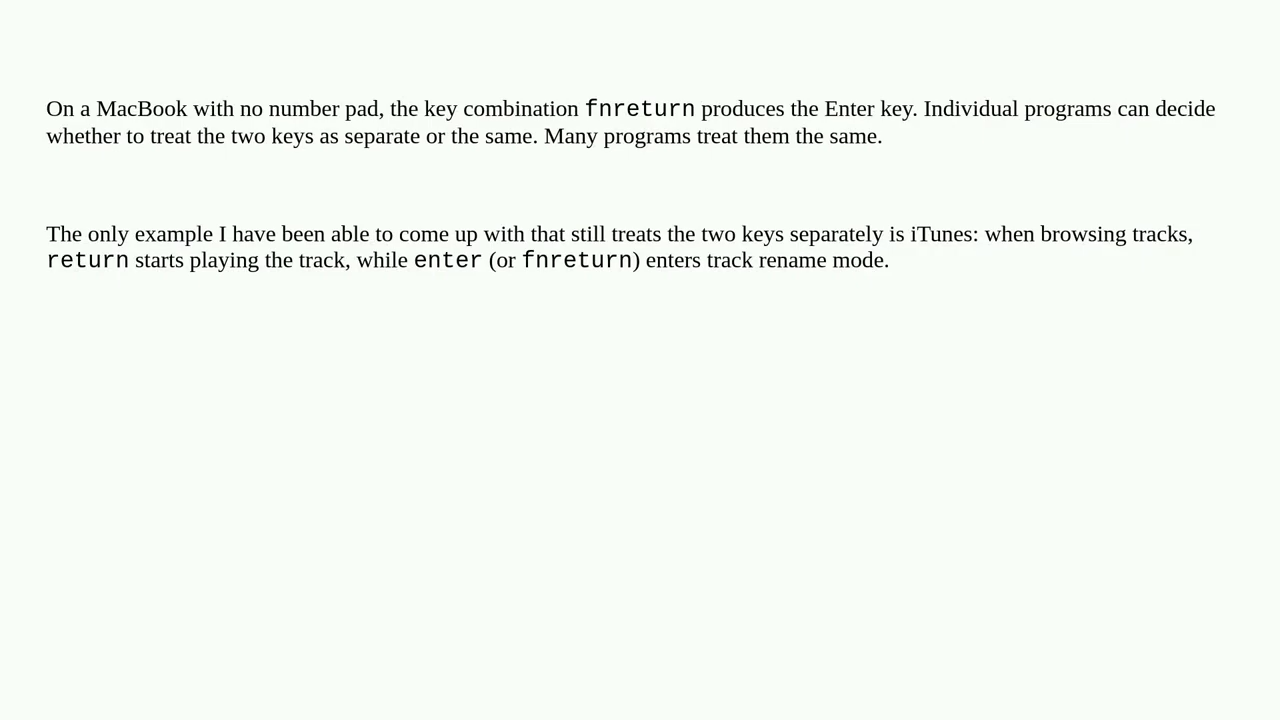 On a MacBook with no number pad, the key combination fnreturn produces the Enter key. Individual programs can decide
whether to treat the two keys as separate or the same. Many programs treat them the same.
The only example I have been able to come up with that still treats the two keys separately is iTunes: when browsing tracks,
return starts playing the track, while enter (or fnreturn) enters track rename mode.